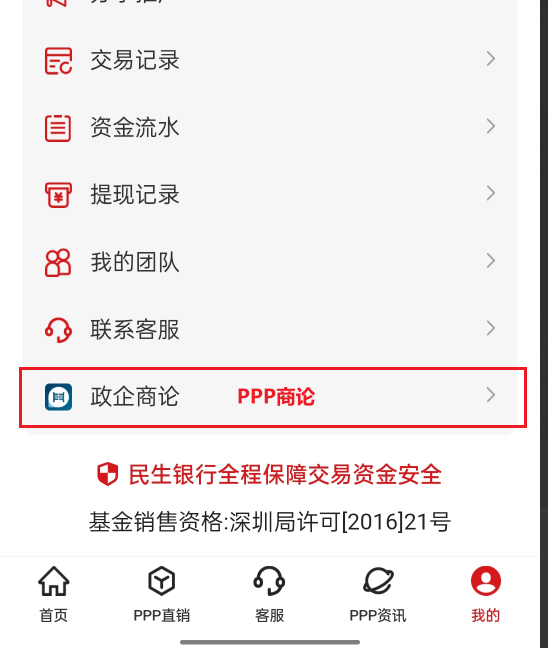 交易记录
资金流水
提现记录
我的团队
联系客服
政企商论 PPP商论
民生银行全程保障交易资金安全
基金销售资格:深圳局许可[2016]21号
首页 PPP直销 客服 PPP资讯 我的